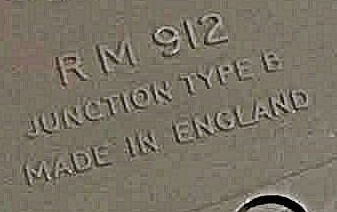 RM 912
JUNCTION TYPE B
MADE IN ENGLAND